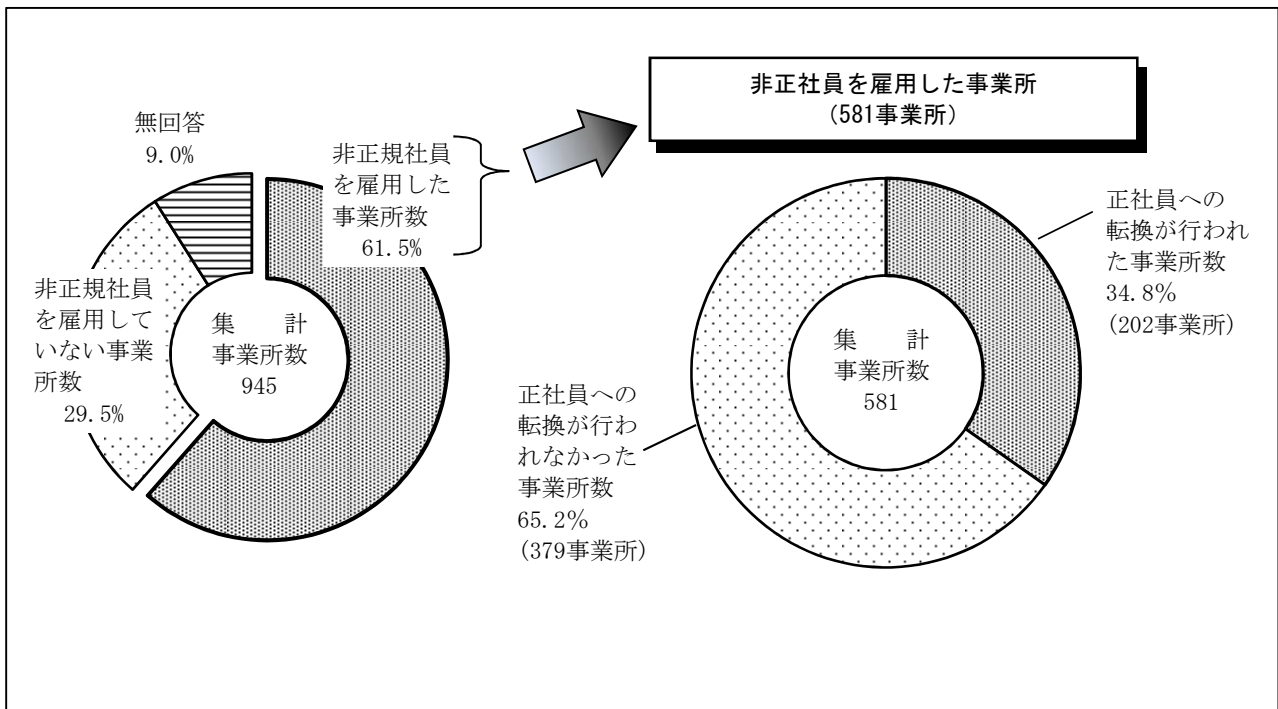 非正社員を雇用した事業所
（581事業所）
無回答
9.0%
非正規社員
を雇用した
事業所数
61.5%
非正規社員
を雇用して
いない事業
所数
29.5%
集　　計
事業所数
945
正社員への
転換が行われ
た事業所数
34.8%
(202事業所)
集　　計
事業所数
581
正社員への
転換が行わ
れなかった
事業所数
65.2%
(379事業所)